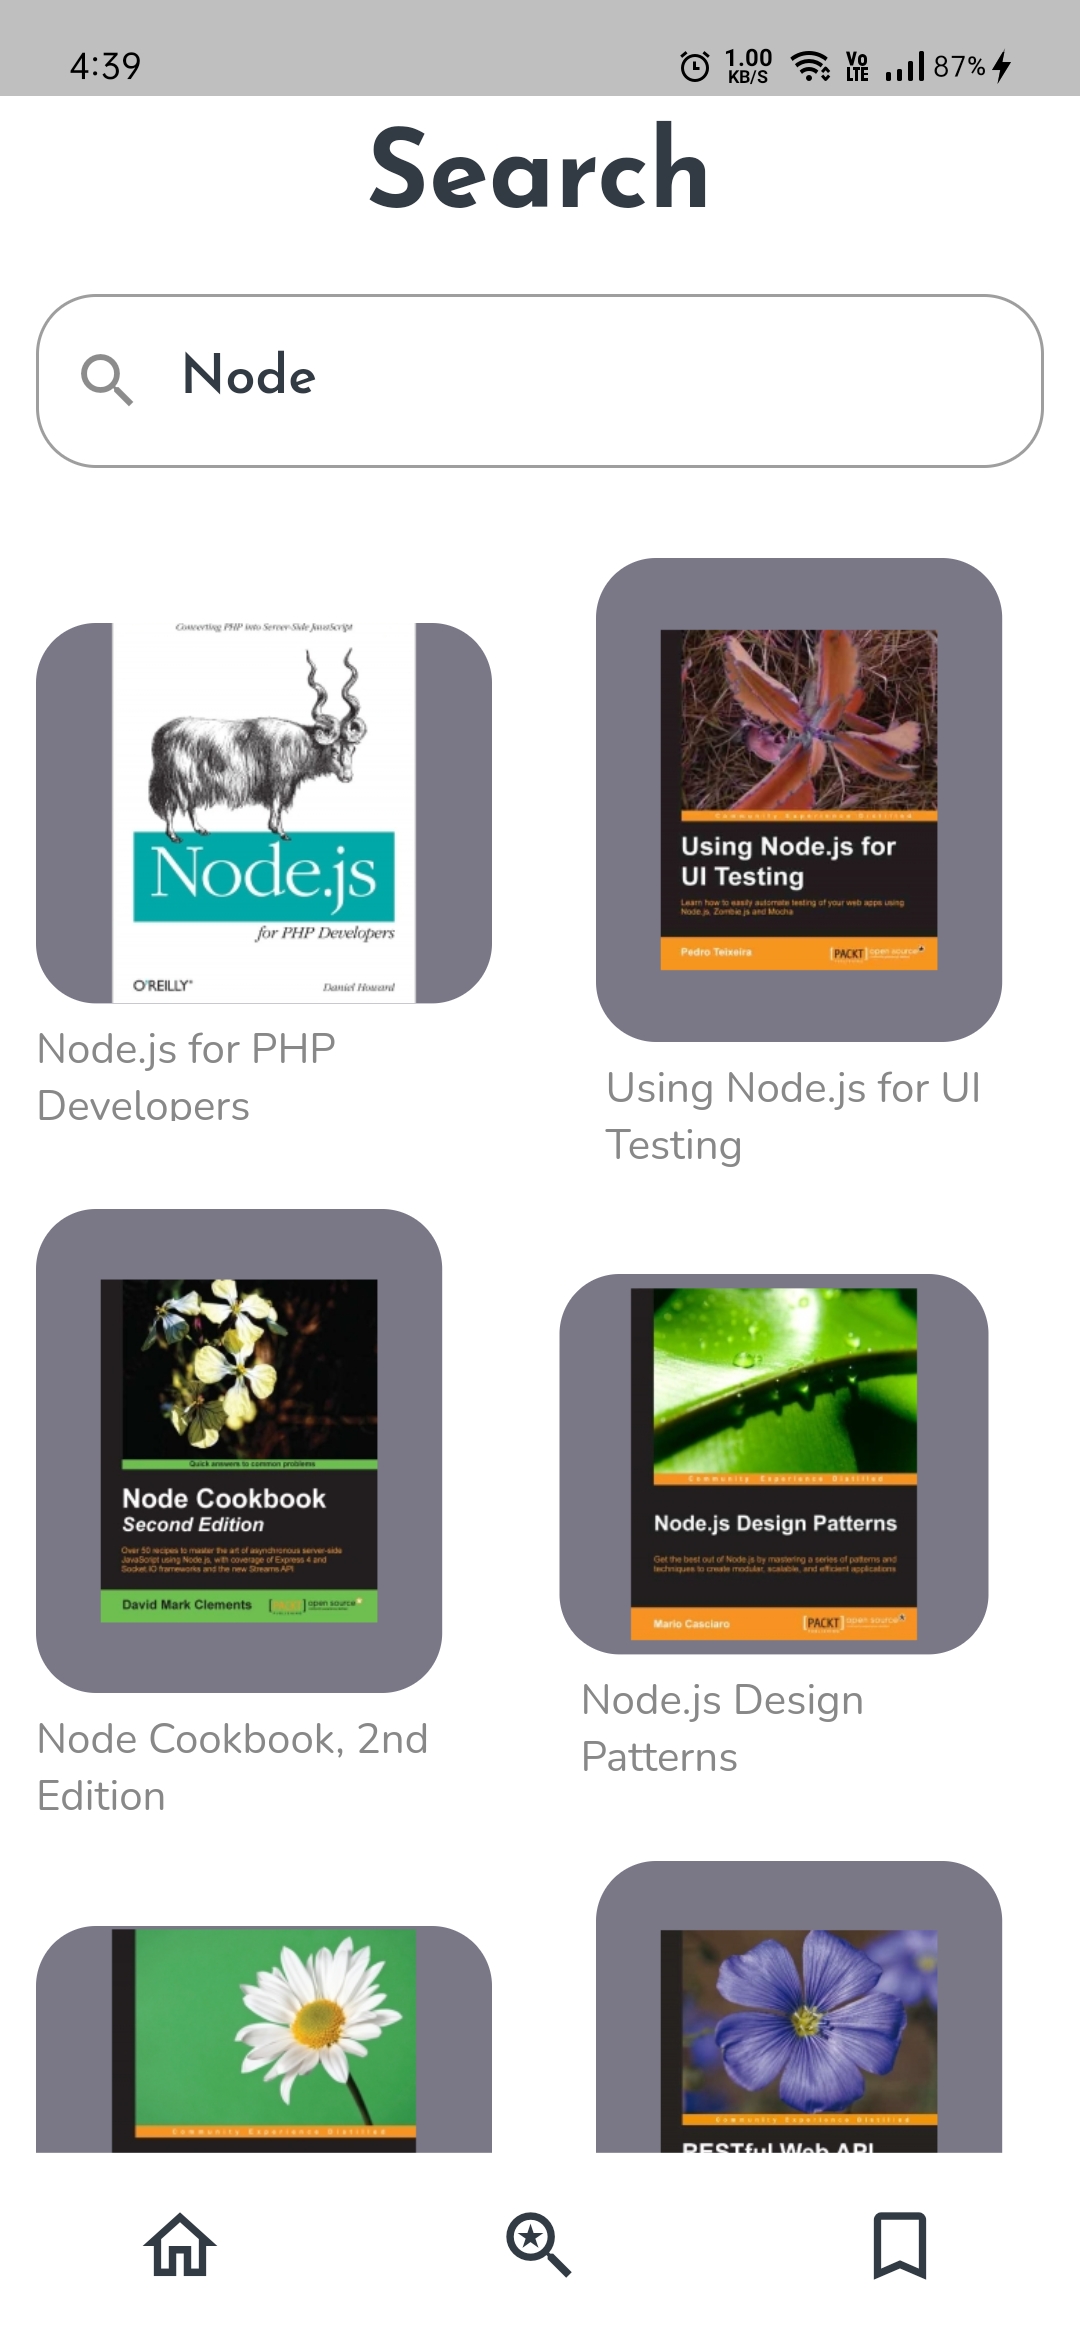 4:39
1.00
KB/S
Vo
LTE
87%
Search
Node
Converting PHP into Server-Side JavaScript
Node.js
for PHP Developers
O'REILLY®
Daniel Howard
Node.js for PHP
Developers
Community Experience Distilled
Using Node.js for
UI Testing
Learn how to easily automate testing of your web apps using
Node.js, Zombie.js and Mocha
Pedro Teixeira
[PACKT] open source
Using Node.js for UI
Testing
Quick answers to common problems
Node Cookbook
Second Edition
Over 50 recipes to master the art of asynchronous server-side
JavaScript using Node.js, with coverage of Express 4 and
Socket.IO frameworks and the new Streams API
David Mark Clements
[PACKT] open source
Node Cookbook, 2nd
Edition
Community Experience Distilled
Node.js Design Patterns
Get the best out of Node.js by mastering a series of patterns and
techniques to create modular, scalable, and efficient applications
Mario Casciaro
[PACKT] open source
Node.js Design
Patterns
Community Experience Distilled
Community Experience Distilled
RESTful Web API